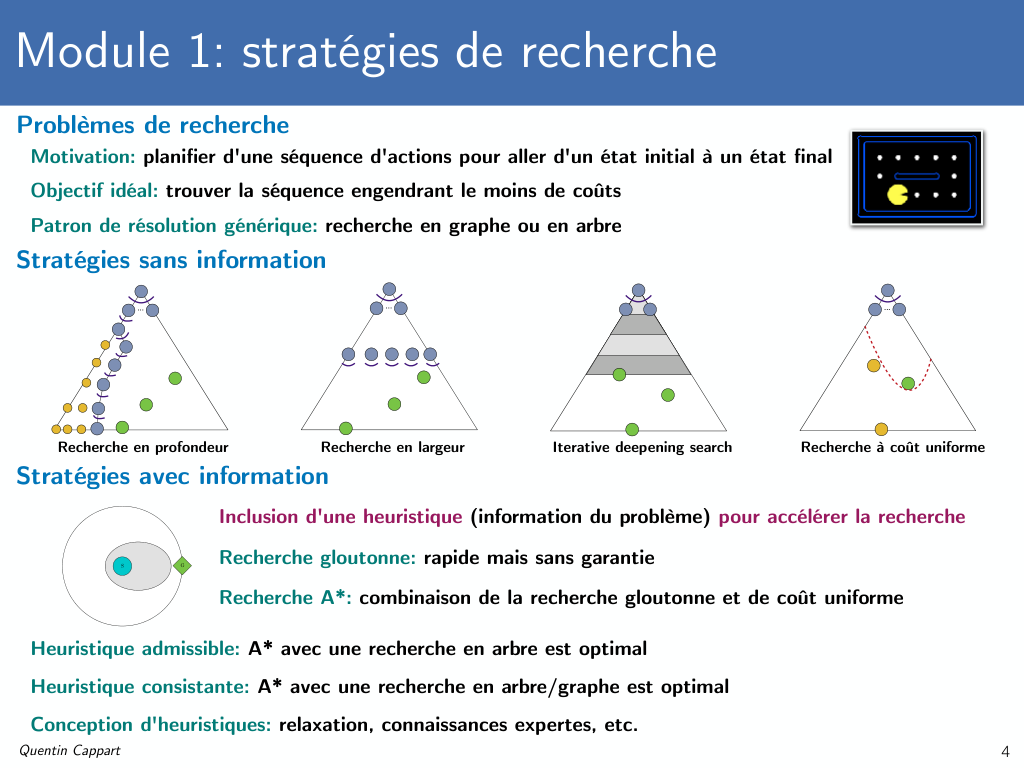 Module 1: stratégies de recherche
Problèmes de recherche
Motivation: planifier d'une séquence d'actions pour aller d'un état initial à un état final
Objectif idéal: trouver la séquence engendrant le moins de coûts
Patron de résolution générique: recherche en graphe ou en arbre
Stratégies sans information
...
...
...
Recherche en profondeur
Recherche en largeur
Iterative deepening search
Recherche à coût uniforme
Stratégies avec information
Inclusion d'une heuristique (information du problème) pour accélérer la recherche
Recherche gloutonne: rapide mais sans garantie
Recherche A*: combinaison de la recherche gloutonne et de coût uniforme
Heuristique admissible: A* avec une recherche en arbre est optimal
Heuristique consistante: A* avec une recherche en arbre/graphe est optimal
Conception d'heuristiques: relaxation, connaissances expertes, etc.
Quentin Cappart
4